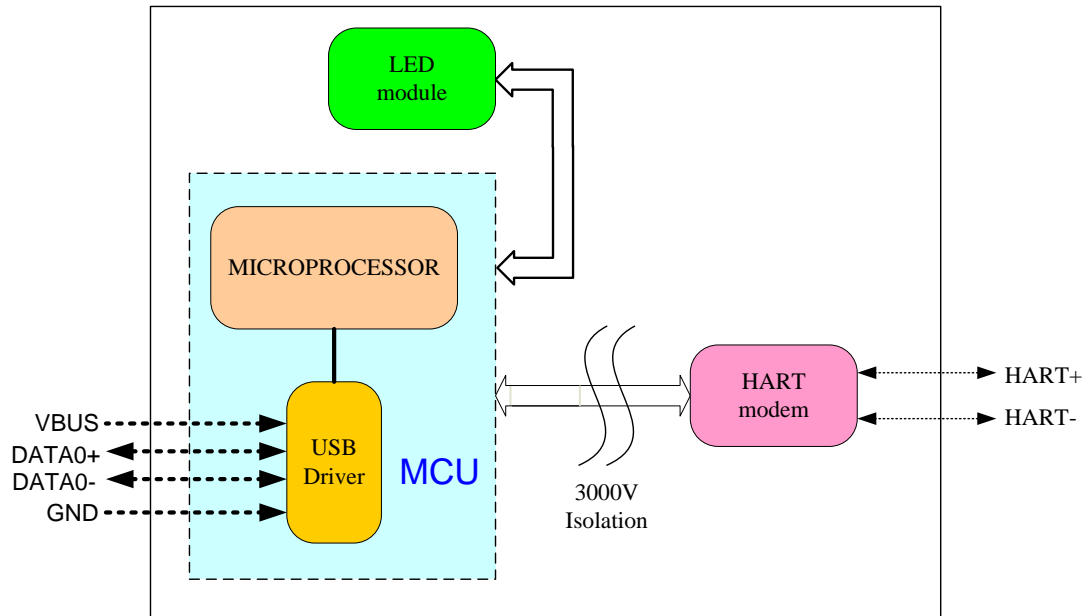 LED
module
MICROPROCESSOR
VBUS
DATA0+
DATA0-
GND
USB
Driver
MCU
3000V
Isolation
HART
modem
HART+
HART-